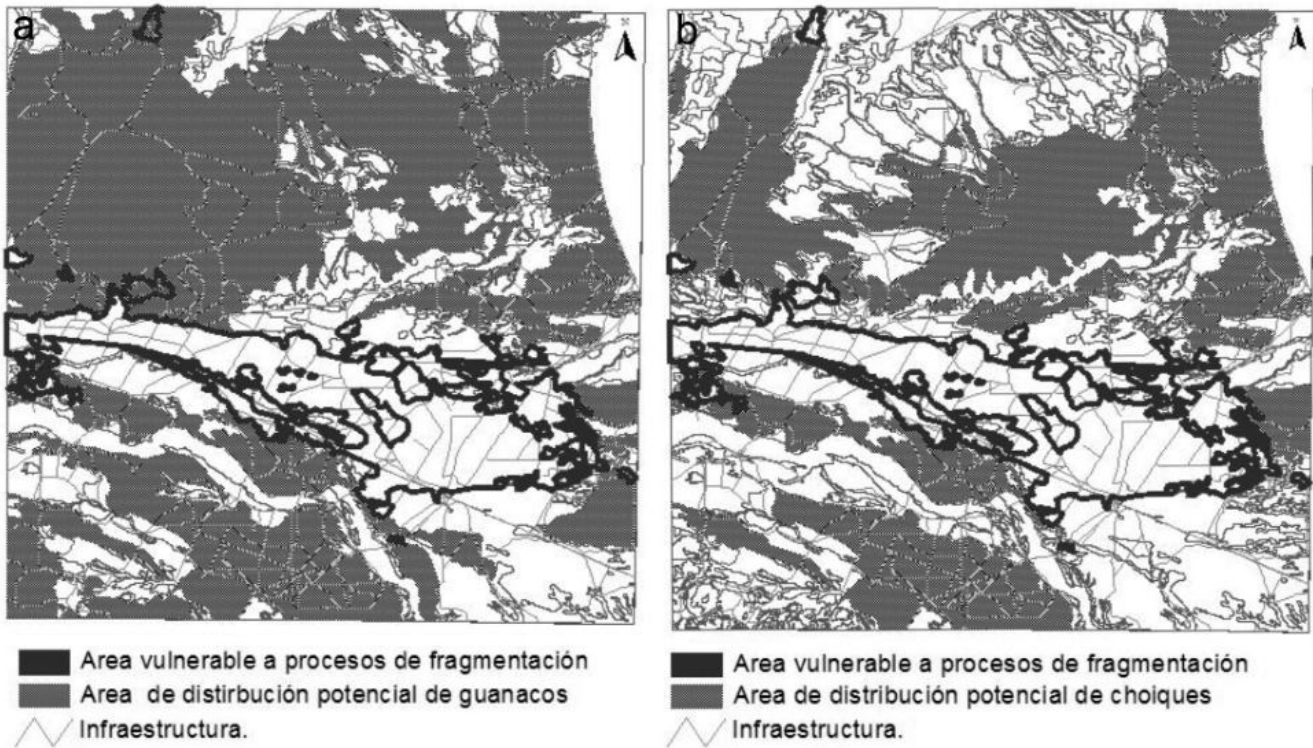 a
b
Area vulnerable a procesos de fragmentación
Area de distirbución potencial de guanacos
Infraestructura.
Area vulnerable a procesos de fragmentación
Area de distribución potencial de choiques
Infraestructura.